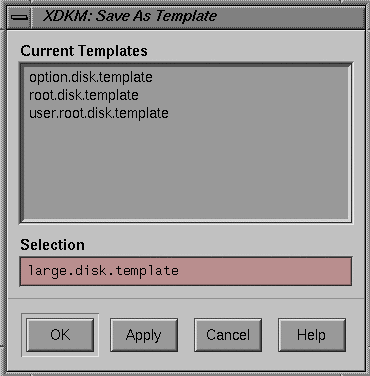 XDKM: Save As Template
Current Templates
option.disk.template
root.disk.template
user.root.disk.template
Selection
large.disk.template
OK Apply Cancel Help